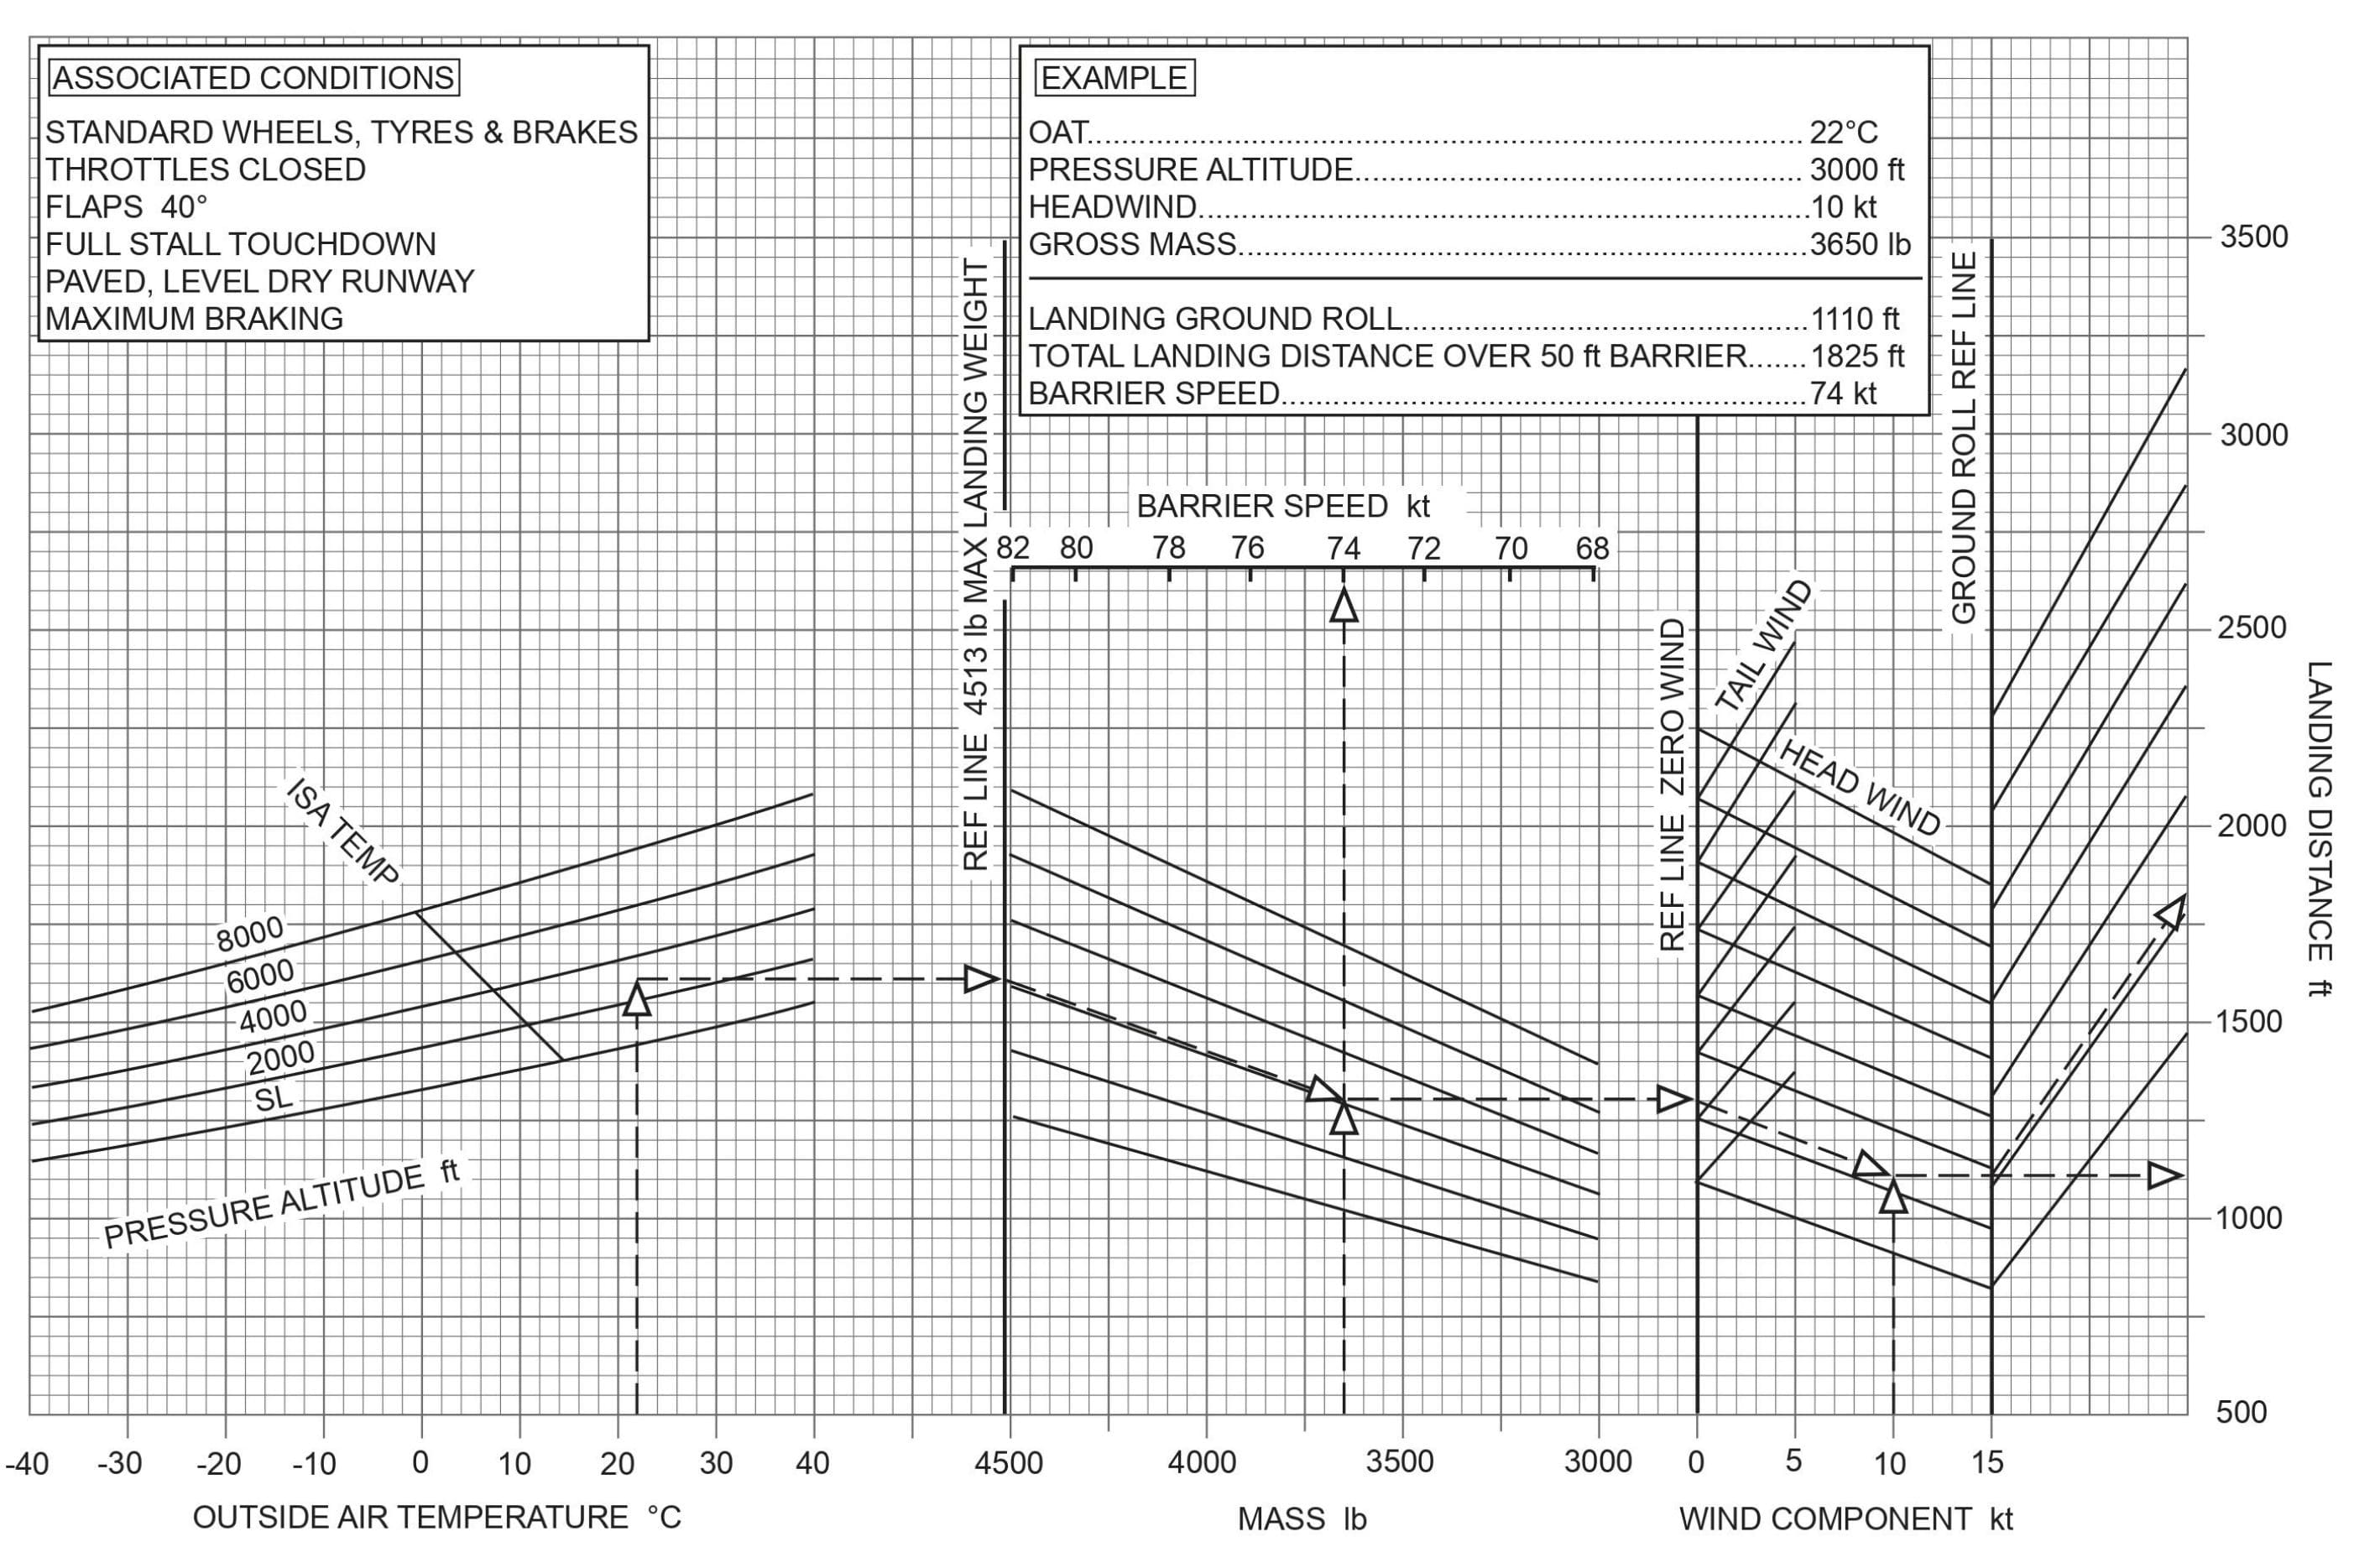 ASSOCIATED CONDITIONS
STANDARD WHEELS, TYRES & BRAKES
THROTTLES CLOSED
FLAPS 40°
FULL STALL TOUCHDOWN
PAVED, LEVEL DRY RUNWAY
MAXIMUM BRAKING
EXAMPLE
OAT.......... 22°C
PRESSURE ALTITUDE.......... 3000 ft
HEADWIND.......... 10 kt
GROSS MASS.......... 3650 lb
LANDING GROUND ROLL.......... 1110 ft
TOTAL LANDING DISTANCE OVER 50 ft BARRIER....... 1825 ft
BARRIER SPEED.......... 74 kt
REF LINE 4513 lb MAX LANDING WEIGHT
BARRIER SPEED kt
82 80 78 76 74 72 70 68
REF LINE ZERO WIND
TAIL WIND
HEAD WIND
GROUND ROLL REF LINE
ISA TEMP
8000
6000
4000
2000
SL
PRESSURE ALTITUDE ft
3500
3000
2500
2000
1500
1000
500
LANDING DISTANCE ft
-40 -30 -20 -10 0 10 20 30 40 4500 4000 3500 3000 0 5 10 15
OUTSIDE AIR TEMPERATURE °C
MASS lb
WIND COMPONENT kt